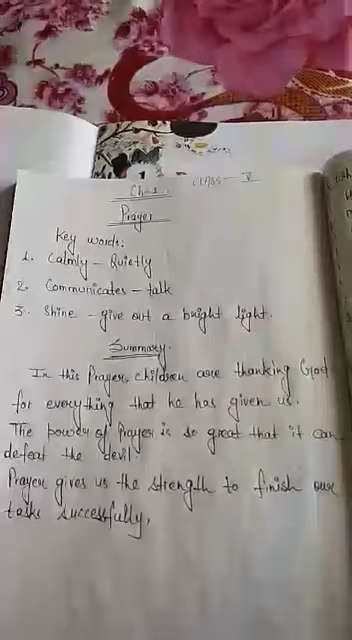 Ch-1. CLASS - V
Prayer
Key words:
1. Calmly - Quietly
2. Communicates - talk
3. Shine - give out a bright light.
Summary.
In this Prayer, children are thanking God
for everything that he has given us.
The power of Prayer is so great that it can
defeat the devil
Prayer gives us the strength to finish our
tasks successfully.